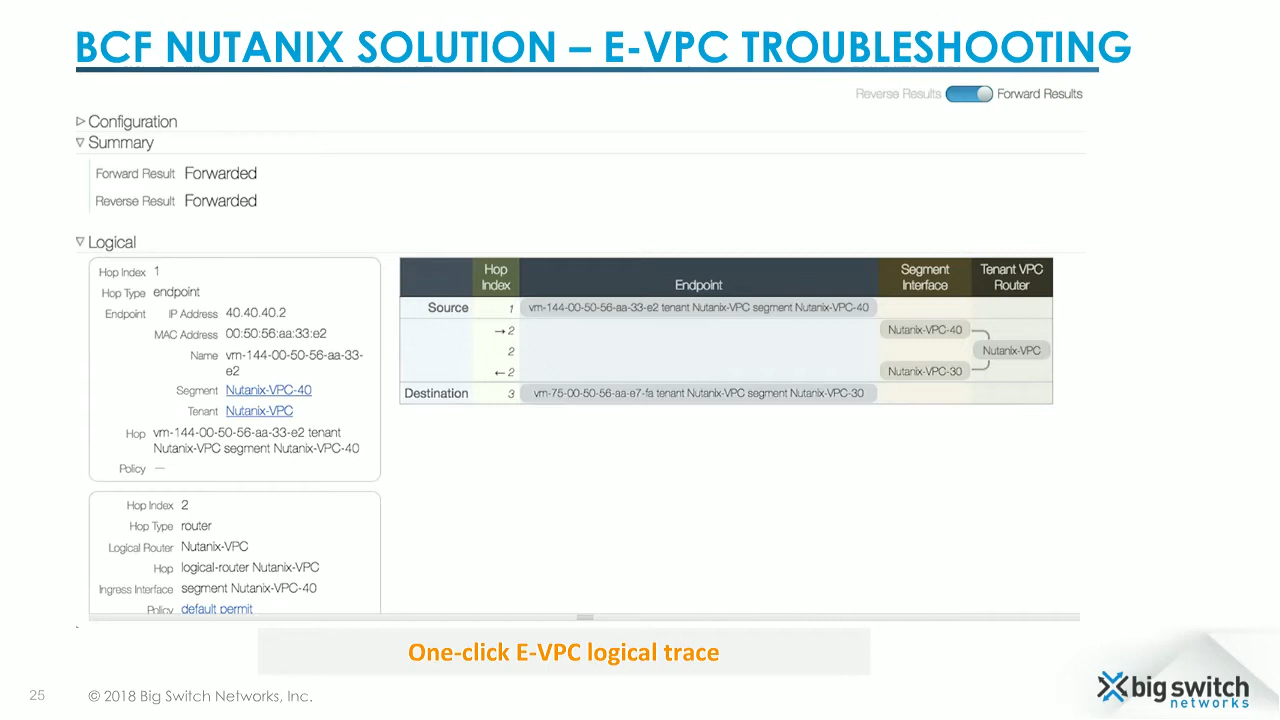 BCF NUTANIX SOLUTION – E-VPC TROUBLESHOOTING
Reverse Results Forward Results
Configuration
Summary
Forward Result Forwarded
Reverse Result Forwarded
Logical
Hop Index 1
Hop Type endpoint
Endpoint IP Address 40.40.40.2
MAC Address 00:50:56:aa:33:e2
Name vm-144-00-50-56-aa-33-
e2
Segment Nutanix-VPC-40
Tenant Nutanix-VPC
Hop vm-144-00-50-56-aa-33-e2 tenant
Nutanix-VPC segment Nutanix-VPC-40
Policy —
Hop Index 2
Hop Type router
Logical Router Nutanix-VPC
Hop logical-router Nutanix-VPC
Ingress Interface segment Nutanix-VPC-40
Policy default permit
Hop Index Endpoint Segment Interface Tenant VPC Router
Source 1 vm-144-00-50-56-aa-33-e2 tenant Nutanix-VPC segment Nutanix-VPC-40
→ 2 Nutanix-VPC-40
2 Nutanix-VPC
← 2 Nutanix-VPC-30
Destination 3 vm-75-00-50-56-aa-e7-fa tenant Nutanix-VPC segment Nutanix-VPC-30
One-click E-VPC logical trace
25 © 2018 Big Switch Networks, Inc.
big switch
networks